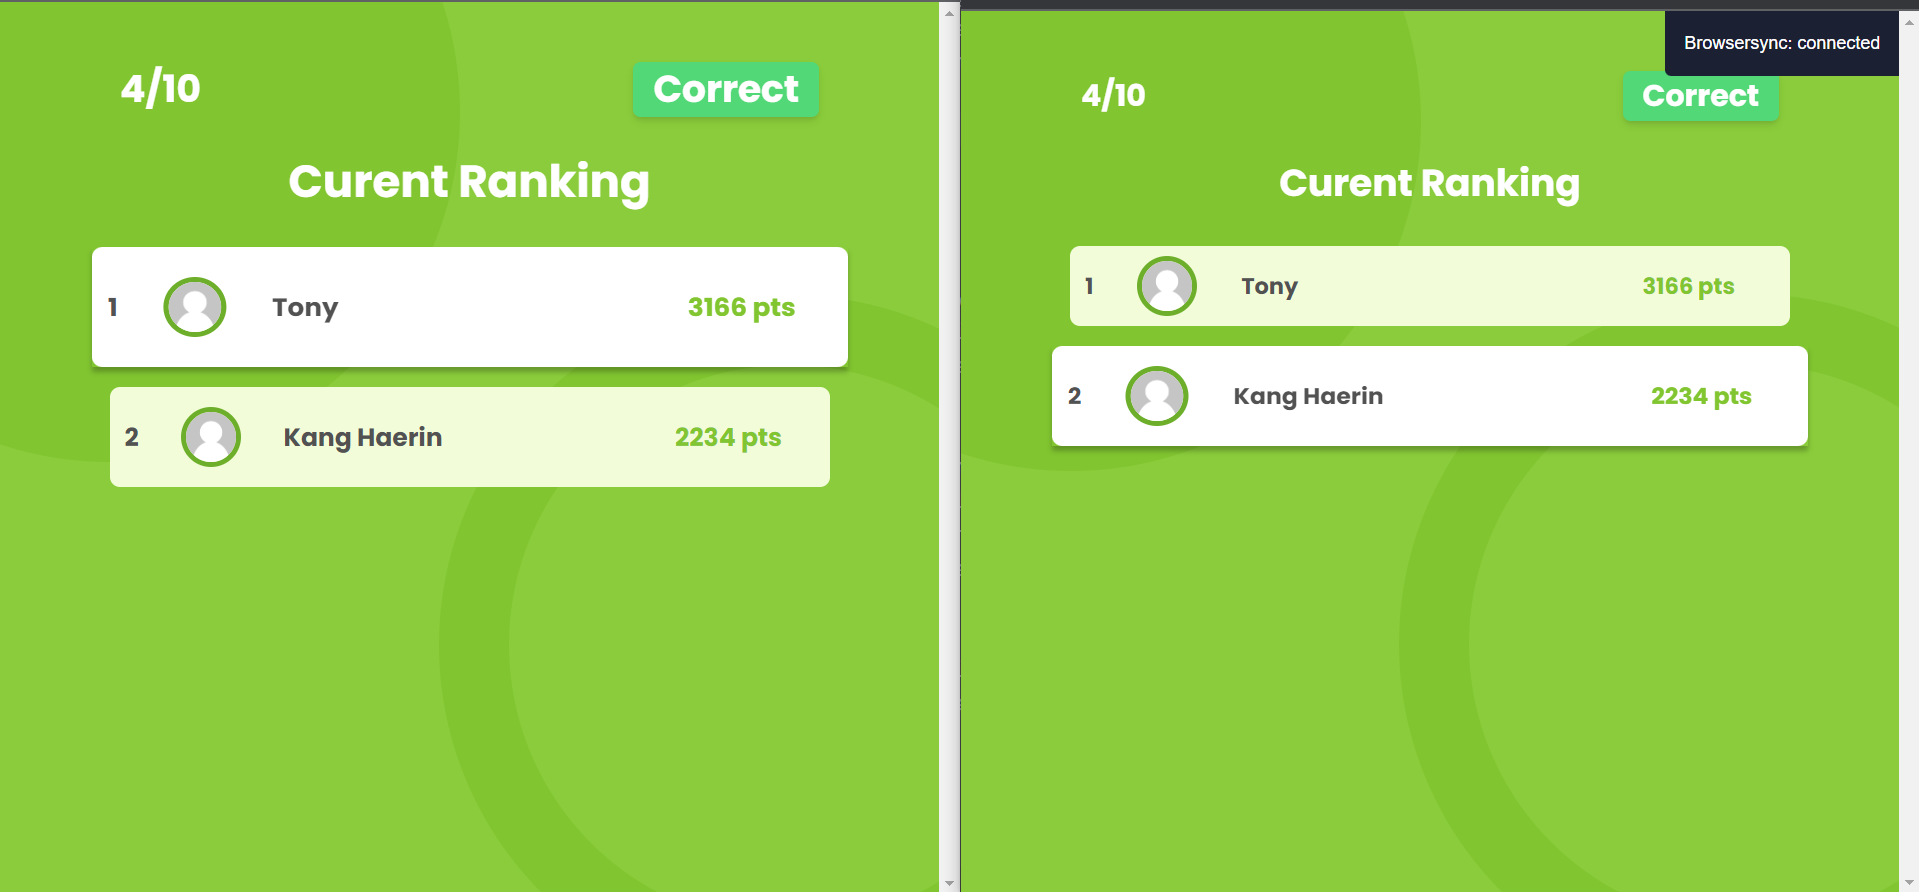 4/10
Correct
Curent Ranking
1 Tony 3166 pts
2 Kang Haerin 2234 pts
Browsersync: connected
4/10
Correct
Curent Ranking
1 Tony 3166 pts
2 Kang Haerin 2234 pts